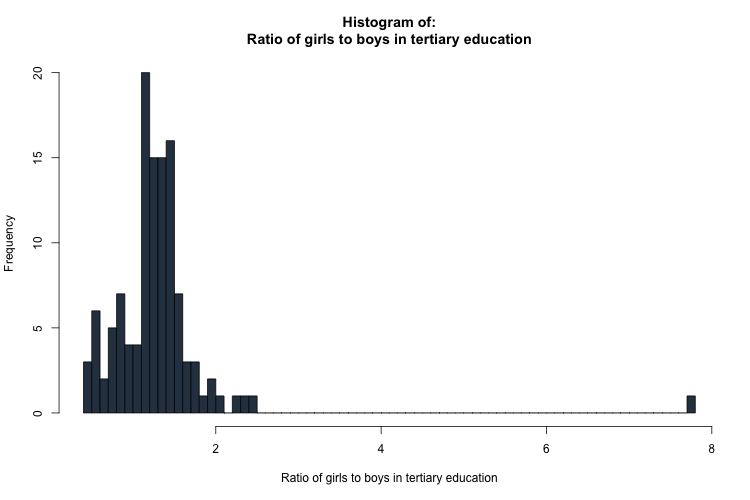 Histogram of:
Ratio of girls to boys in tertiary education
20
15
10
5
0
Frequency
2 4 6 8
Ratio of girls to boys in tertiary education